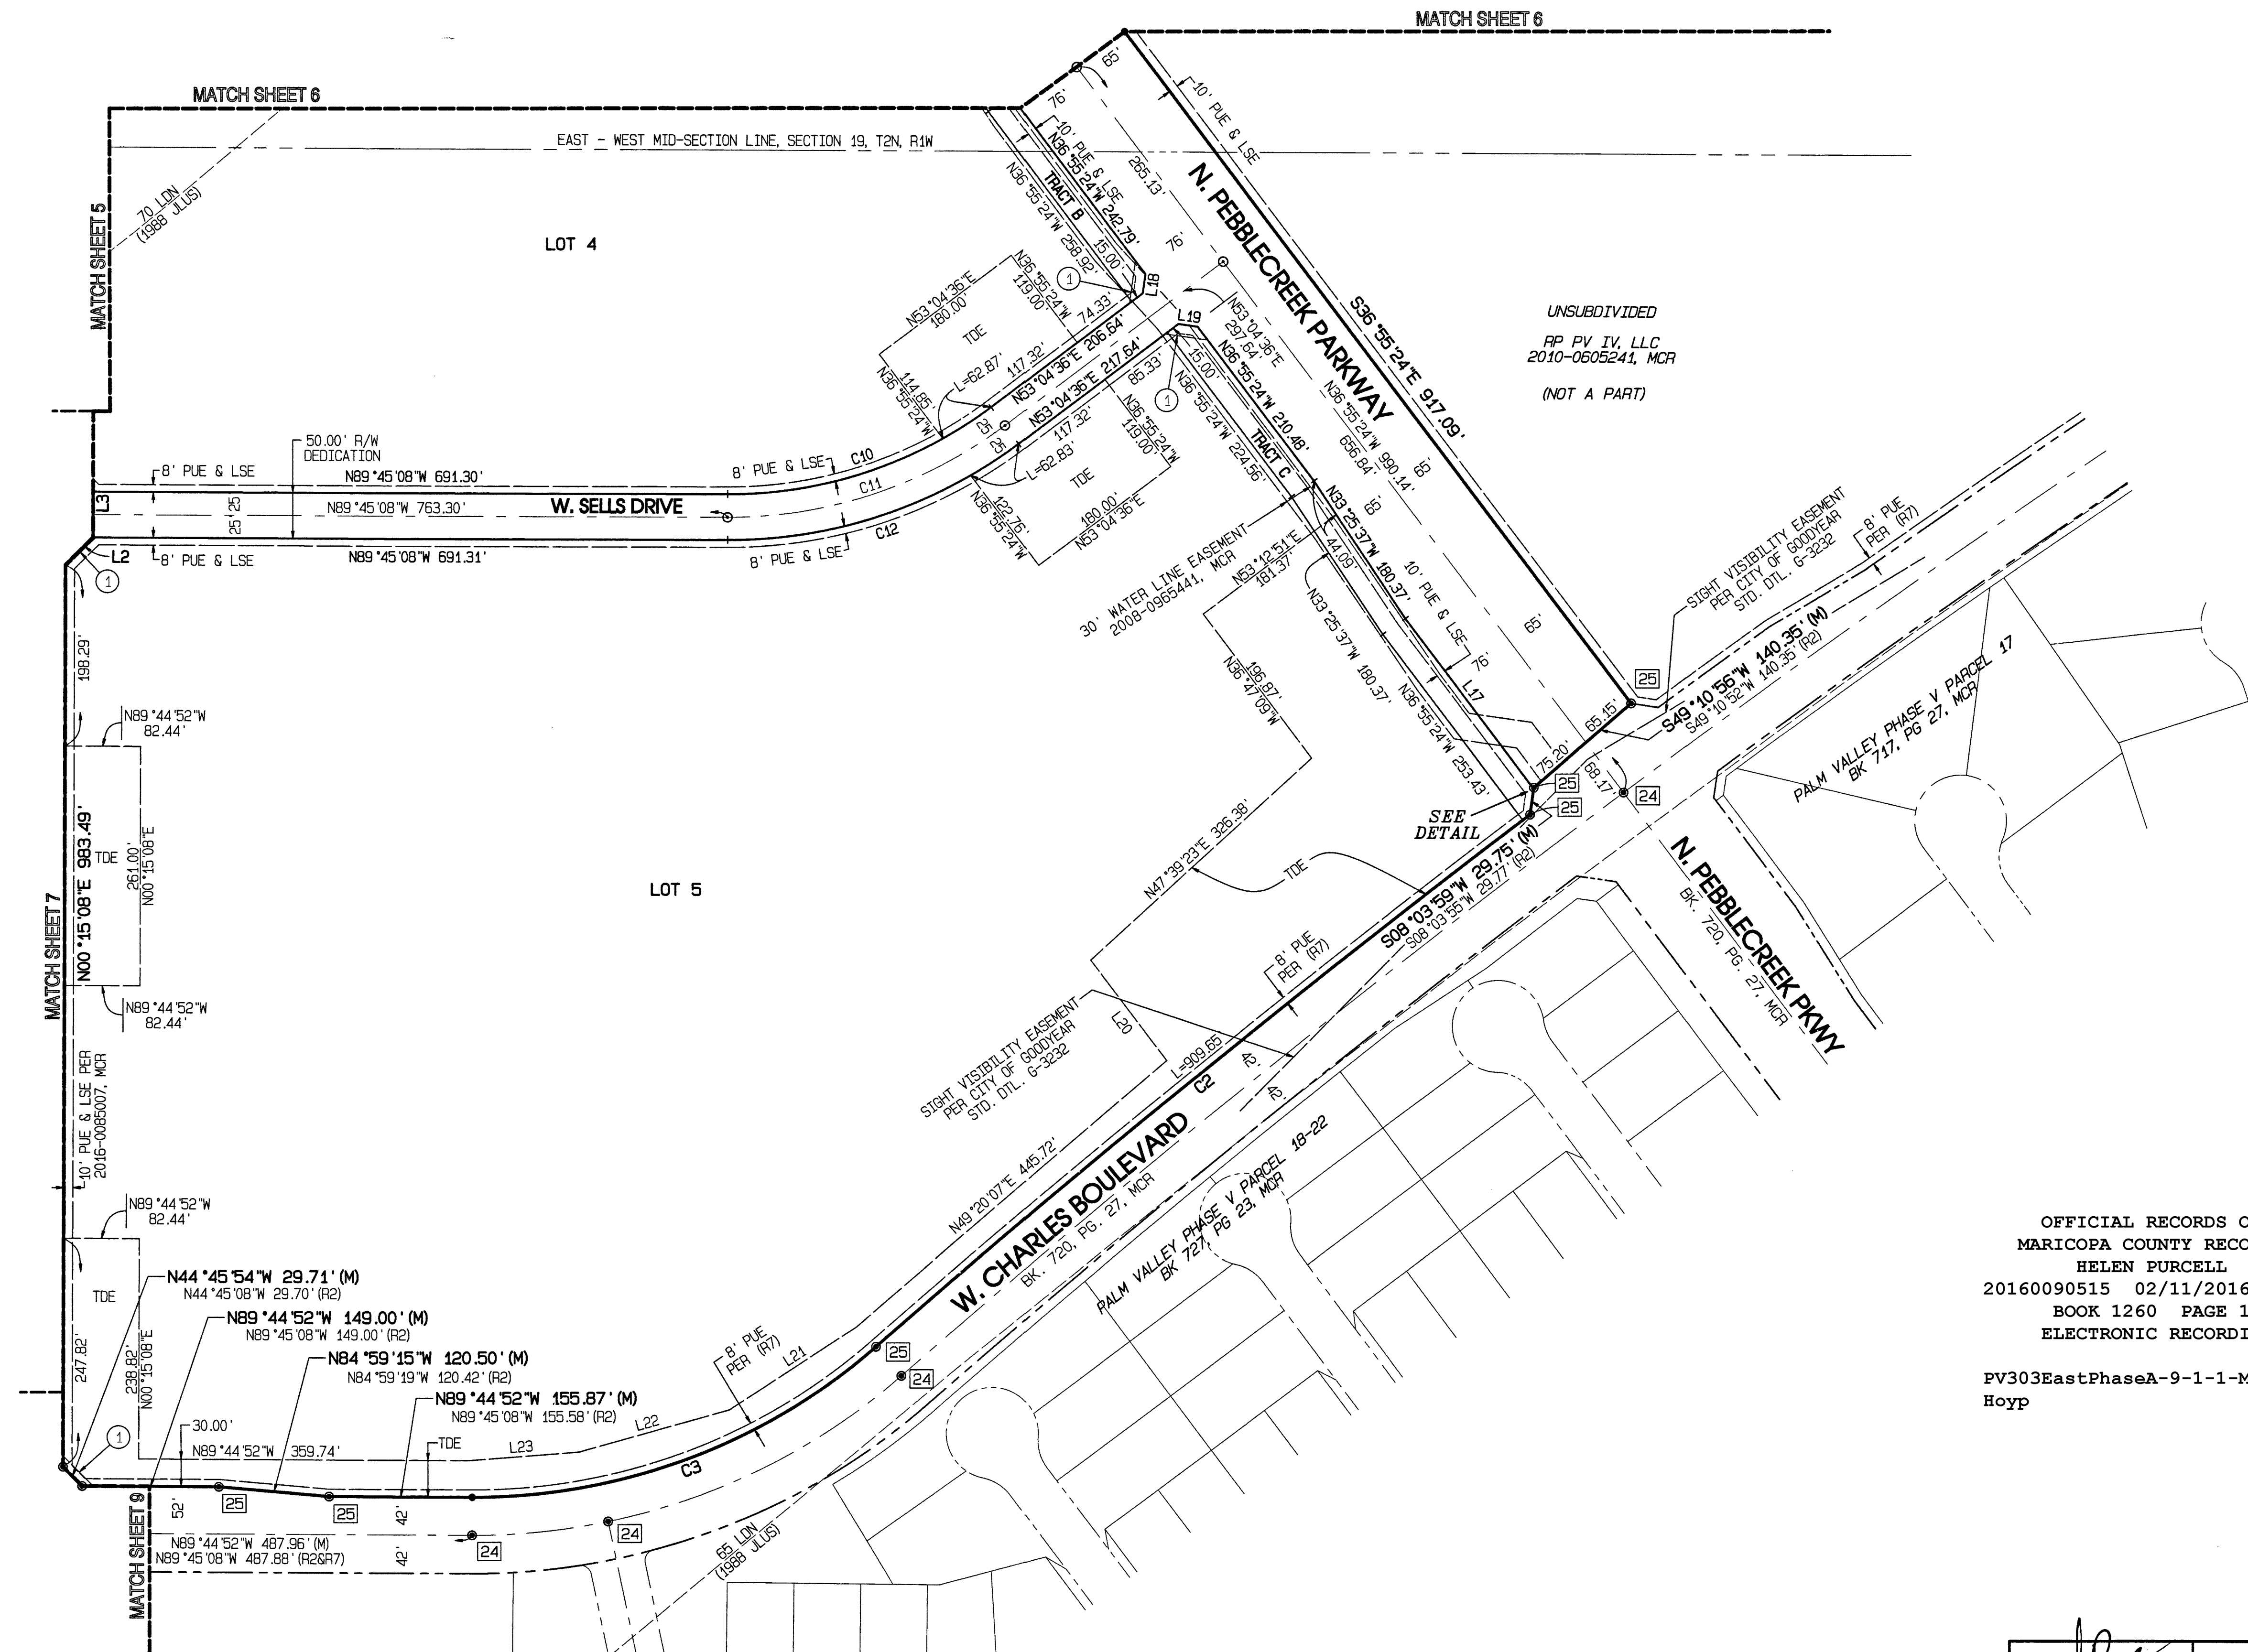 MATCH SHEET 6
MATCH SHEET 6
65'
76'
10' PUE & LSE
EAST - WEST MID-SECTION LINE, SECTION 19, T2N, R1W
70 LDN
(1988 JLUS)
MATCH SHEET 5
LOT 4
10' PUE & LSE
N36°55'24"W 242.79'
TRACT B
15.00'
N36°55'24"W 258.92'
265.13'
76'
N. PEBBLECREEK PARKWAY
S36°55'24"E 917.09'
UNSUBDIVIDED
RP PV IV, LLC
2010-0605241, MCR
(NOT A PART)
1
L18
L19
N53°04'36"E
180.00'
N36°55'24"W
119.00'
TDE
74.33'
117.32'
L=62.87'
114.85'
N36°55'24"W
N53°04'36"E 206.64'
N53°04'36"E 217.64'
25
25
85.33'
117.32'
L=62.83'
N36°55'24"W
119.00'
TDE
180.00'
N53°04'36"E
122.76'
N36°55'24"W
1
N53°04'36"E
297.64'
15.00'
N36°55'24"W 210.48'
N36°55'24"W 224.56'
TRACT C
N36°55'24"W 990.14'
656.84'
65'
65'
65'
50.00' R/W
DEDICATION
8' PUE & LSE
N89°45'08"W 691.30'
8' PUE & LSE
C10
C11
C12
L3
25'
25'
N89°45'08"W 763.30'
W. SELLS DRIVE
L2
8' PUE & LSE
N89°45'08"W 691.31'
8' PUE & LSE
1
30' WATER LINE EASEMENT
2008-0965441, MCR
N53°12'51"E
181.37'
44.09'
N33°25'37"W 180.37'
N33°25'37"W 180.37'
10' PUE & LSE
76'
L17
N36°55'24"W 253.43'
196.87'
N36°47'09"W
SIGHT VISIBILITY EASEMENT
PER CITY OF GOODYEAR
STD. DTL. G-3232
8' PUE
PER (R7)
25
S49°10'56"W 140.35' (M)
S49°10'52"W 140.35' (R2)
65.15'
75.20'
68.17'
25
25
24
PALM VALLEY PHASE V PARCEL 17
BK 717, PG 27, MCR
N. PEBBLECREEK PKWY
BK. 720, PG. 27, MCR
SEE
DETAIL
S08°03'59"W 29.75' (M)
S08°03'55"W 29.77' (R2)
198.29'
N89°44'52"W
82.44'
MATCH SHEET 7
N00°15'08"E 983.49'
TDE
261.00'
N00°15'08"E
N89°44'52"W
82.44'
LOT 5
N47°39'23"E 326.38'
TDE
8' PUE
PER (R7)
SIGHT VISIBILITY EASEMENT
PER CITY OF GOODYEAR
STD. DTL. G-3232
L20
L=909.65
C2
42'
42'
10' PUE & LSE PER
2016-0085007, MCR
N49°20'07"E 445.72'
W. CHARLES BOULEVARD
BK. 720, PG. 27, MCR
PALM VALLEY PHASE V PARCEL 18-22
BK 727, PG 23, MCR
N89°44'52"W
82.44'
TDE
247.82'
238.82'
N00°15'08"E
N44°45'54"W 29.71' (M)
N44°45'08"W 29.70' (R2)
N89°44'52"W 149.00' (M)
N89°45'08"W 149.00' (R2)
N84°59'15"W 120.50' (M)
N84°59'19"W 120.42' (R2)
N89°44'52"W 155.87' (M)
N89°45'08"W 155.58' (R2)
8' PUE
PER (R7)
L21
L22
L23
25
24
1
30.00'
N89°44'52"W 359.74'
TDE
C3
25
25
52'
42'
42'
24
24
MATCH SHEET 9
N89°44'52"W 487.96' (M)
N89°45'08"W 487.88' (R2&R7)
65 LDN
(1988 JLUS)
OFFICIAL RECORDS O
MARICOPA COUNTY RECO
HELEN PURCELL
20160090515 02/11/2016
BOOK 1260 PAGE 1
ELECTRONIC RECORDI
PV303EastPhaseA-9-1-1-M
Hoyp